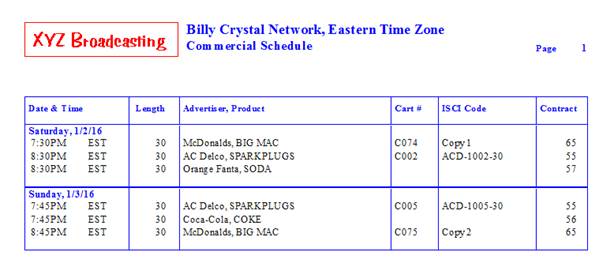 XYZ Broadcasting
Billy Crystal Network, Eastern Time Zone
Commercial Schedule
Page 1
Date & Time Length Advertiser, Product Cart # ISCI Code Contract
Saturday, 1/2/16
7:30PM EST 30 McDonalds, BIG MAC C074 Copy1 65
8:30PM EST 30 AC Delco, SPARKPLUGS C002 ACD-1002-30 55
8:30PM EST 30 Orange Fanta, SODA 57
Sunday, 1/3/16
7:45PM EST 30 AC Delco, SPARKPLUGS C005 ACD-1005-30 55
7:45PM EST 30 Coca-Cola, COKE 56
8:45PM EST 30 McDonalds, BIG MAC C075 Copy2 65